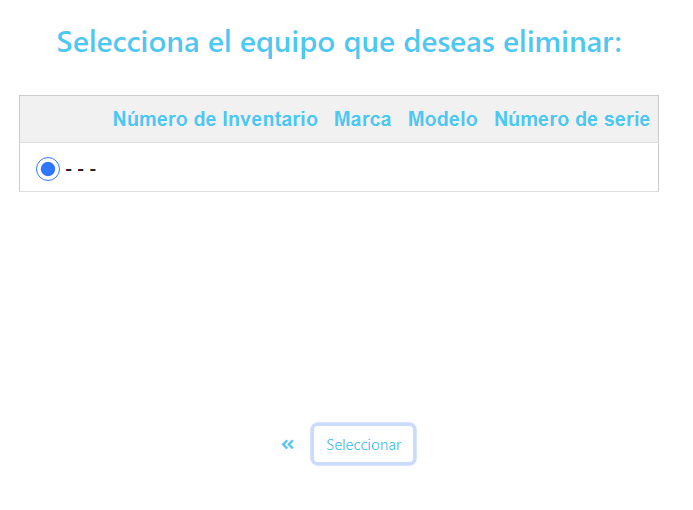 Selecciona el equipo que deseas eliminar:
Número de Inventario Marca Modelo Número de serie
- - -
« Seleccionar